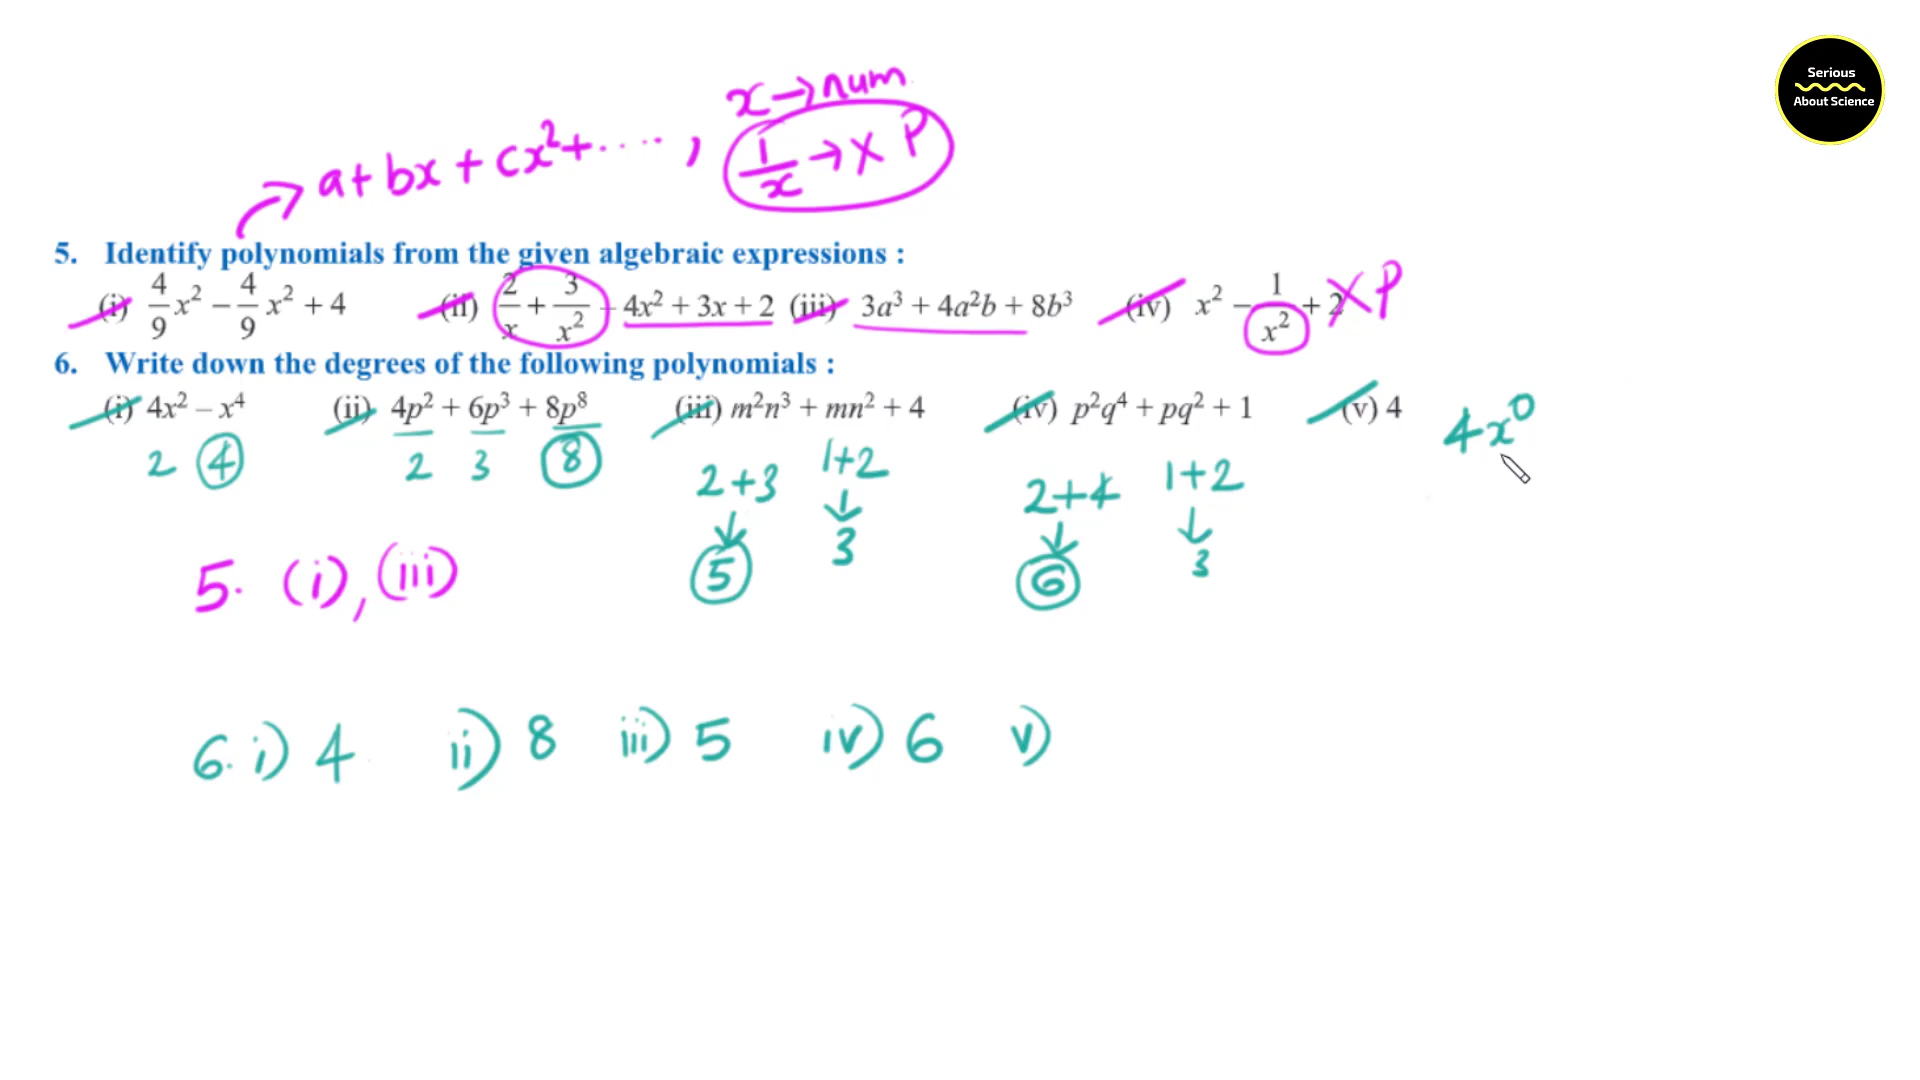 Serious
About Science
x → num
a + bx + cx² + ....., 1/x → X P
5. Identify polynomials from the given algebraic expressions :
(i) 4/9 x² − 4/9 x² + 4 (ii) 2/x + 3/x² − 4x² + 3x + 2 (iii) 3a³ + 4a²b + 8b³ (iv) x² − 1/x² + 2 X P
6. Write down the degrees of the following polynomials :
(i) 4x² − x⁴ (ii) 4p² + 6p³ + 8p⁸ (iii) m²n³ + mn² + 4 (iv) p²q⁴ + pq² + 1 (v) 4 4x⁰
2 4 2 3 8 2+3 1+2 2+4 1+2
↓ ↓ ↓ ↓
5 3 6 3
5. (i), (iii)
6. i) 4 ii) 8 iii) 5 iv) 6 v)